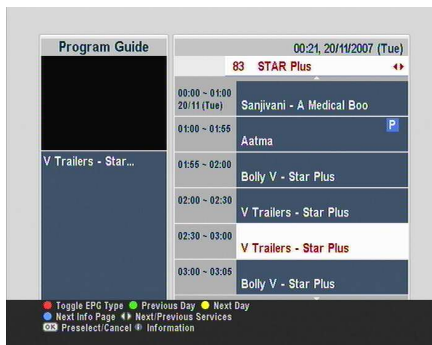 Program Guide
00:21, 20/11/2007 (Tue)
83 STAR Plus
V Trailers - Star...
00:00 ~ 01:00
20/11 (Tue)
Sanjivani - A Medical Boo
01:00 ~ 01:55
P
Aatma
01:55 ~ 02:00
Bolly V - Star Plus
02:00 ~ 02:30
V Trailers - Star Plus
02:30 ~ 03:00
V Trailers - Star Plus
03:00 ~ 03:05
Bolly V - Star Plus
Toggle EPG Type Previous Day Next Day
Next Info Page Next/Previous Services
OK Preselect/Cancel i Information